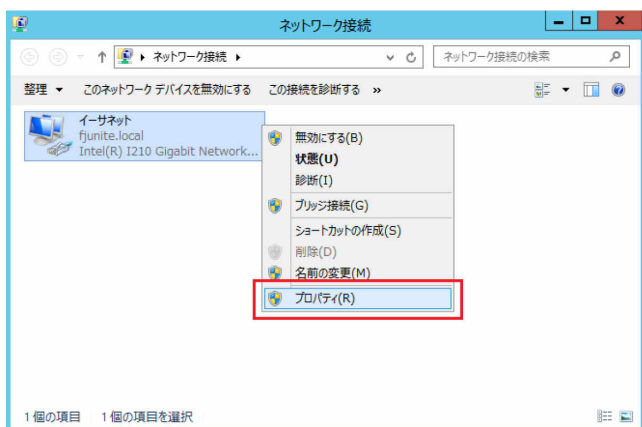 ネットワーク接続
ネットワーク接続
ネットワーク接続の検索
整理 このネットワーク デバイスを無効にする この接続を診断する »
イーサネット
fjunite.local
Intel(R) I210 Gigabit Network...
無効にする(B)
状態(U)
診断(I)
ブリッジ接続(G)
ショートカットの作成(S)
削除(D)
名前の変更(M)
プロパティ(R)
1 個の項目 1 個の項目を選択